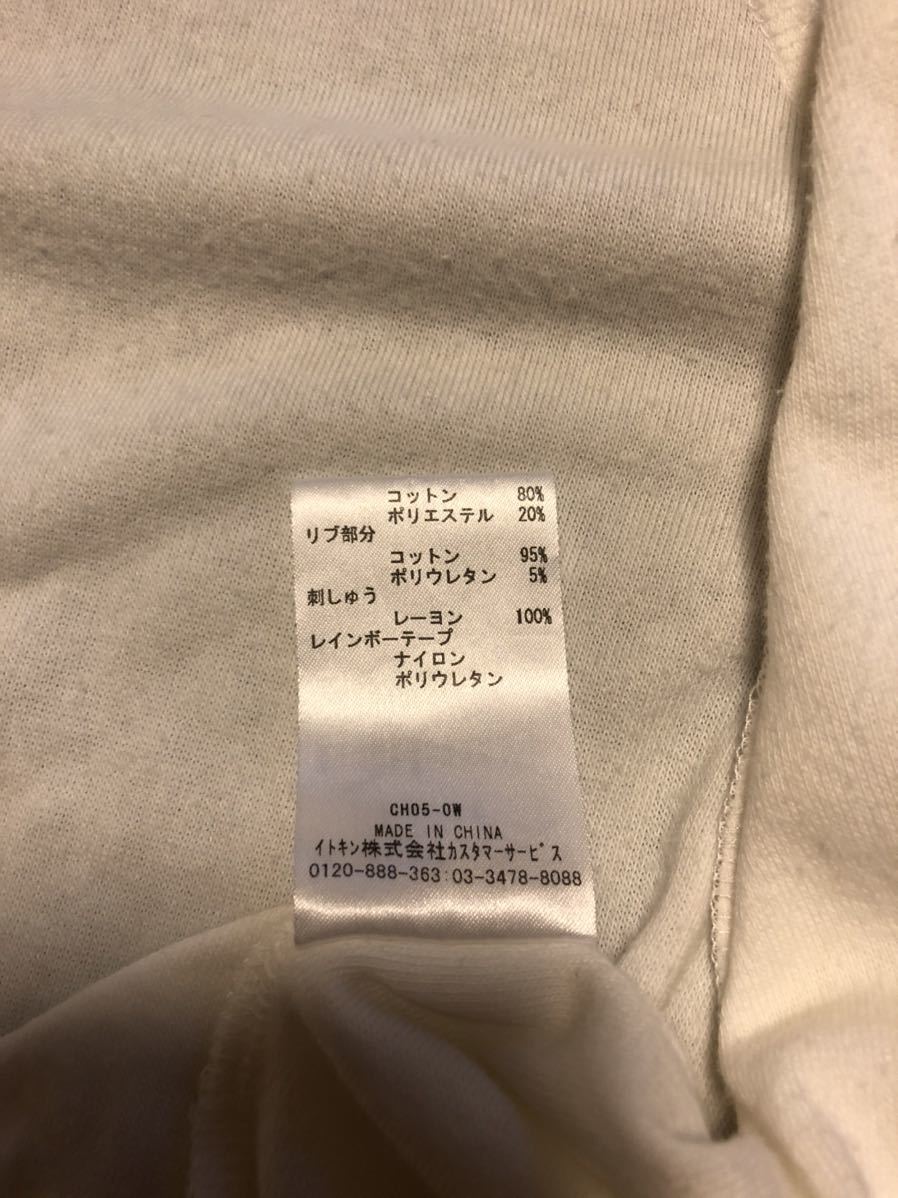 コットン 80%
ポリエステル 20%
リブ部分
コットン 95%
ポリウレタン 5%
刺しゅう
レーヨン 100%
レインボーテープ
ナイロン
ポリウレタン
CH05-0W
MADE IN CHINA
イトキン株式会社カスタマーサービス
0120-888-363:03-3478-8088